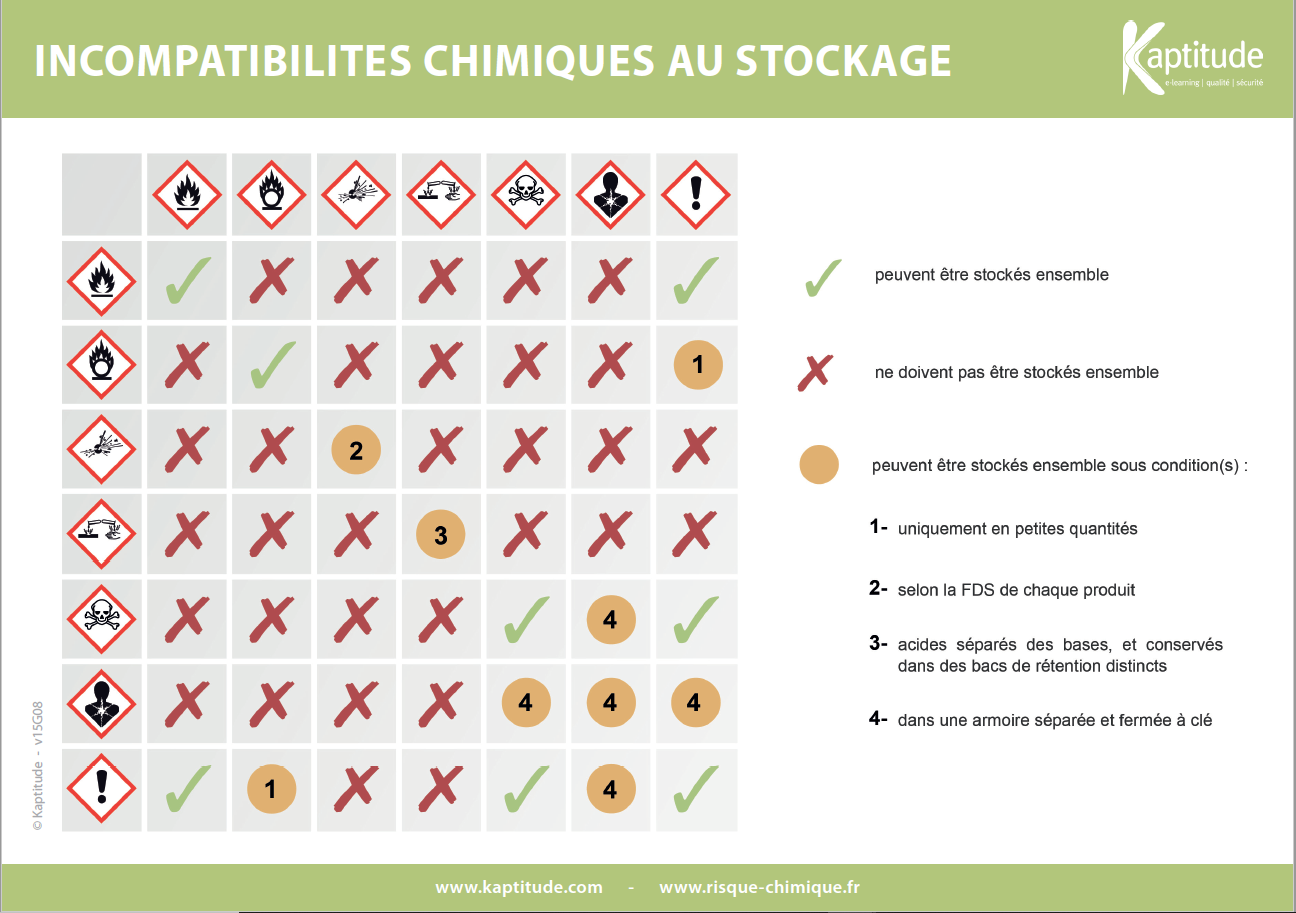 INCOMPATIBILITES CHIMIQUES AU STOCKAGE
Kaptitude
e-learning | qualité | sécurité
peuvent être stockés ensemble
1
ne doivent pas être stockés ensemble
2
peuvent être stockés ensemble sous condition(s) :
3
1- uniquement en petites quantités
2- selon la FDS de chaque produit
4
3- acides séparés des bases, et conservés
dans des bacs de rétention distincts
4 4 4
4- dans une armoire séparée et fermée à clé
1 4
© Kaptitude - v15G08
www.kaptitude.com - www.risque-chimique.fr